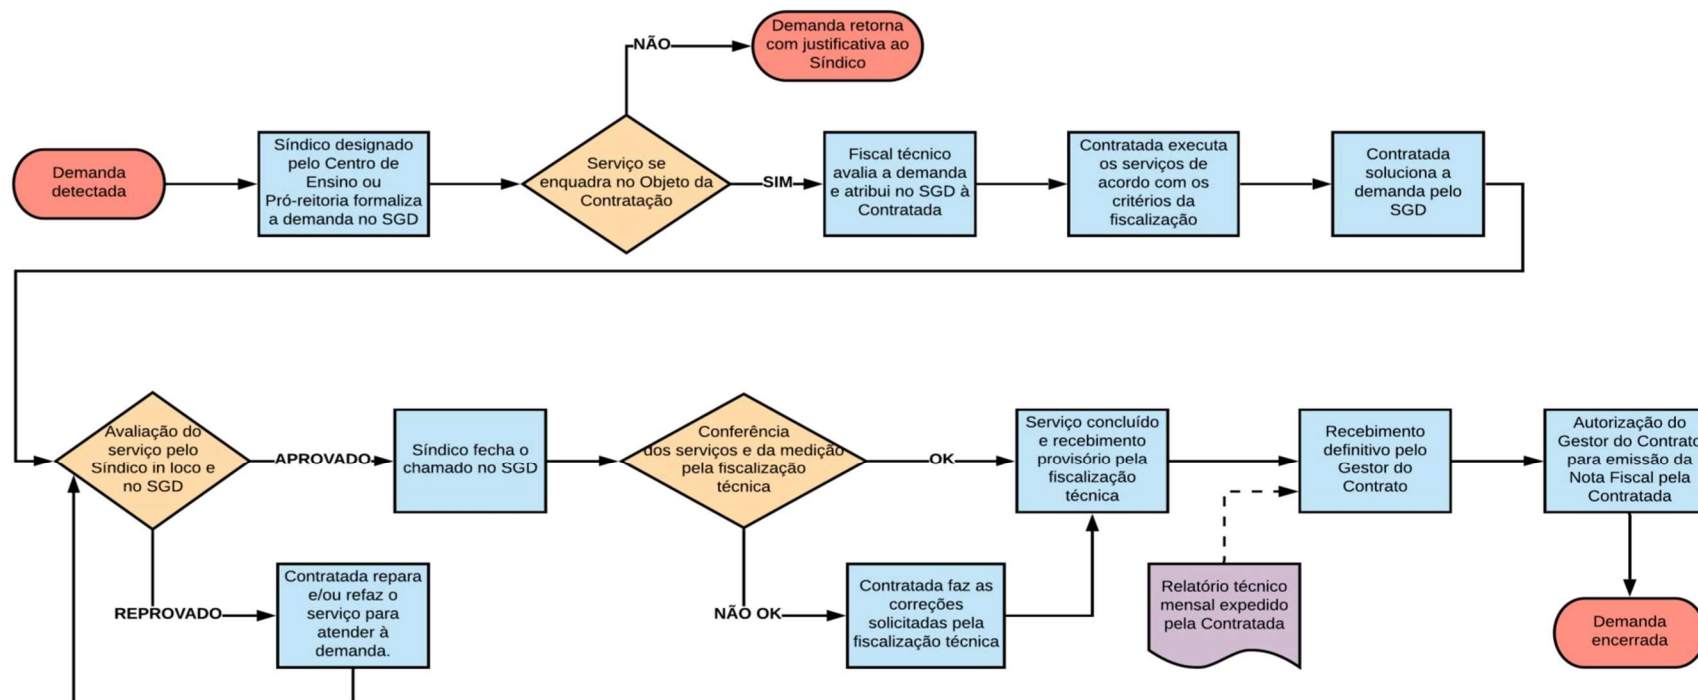 Demanda retorna
com justificativa ao
Síndico
NÃO
Demanda
detectada
Síndico designado
pelo Centro de
Ensino ou
Pró-reitoria formaliza
a demanda no SGD
Serviço se
enquadra no Objeto da
Contratação
SIM
Fiscal técnico
avalia a demanda
e atribui no SGD à
Contratada
Contratada executa
os serviços de
acordo com os
critérios da
fiscalização
Contratada
soluciona a
demanda pelo
SGD
Avaliação do
serviço pelo
Síndico in loco e
no SGD
APROVADO
Síndico fecha o
chamado no SGD
Conferência
dos serviços e da medição
pela fiscalização
técnica
OK
Serviço concluído
e recebimento
provisório pela
fiscalização
técnica
Recebimento
definitivo pelo
Gestor do
Contrato
Autorização do
Gestor do Contrato
para emissão da
Nota Fiscal pela
Contratada
REPROVADO
Contratada repara
e/ou refaz o
serviço para
atender à
demanda.
NÃO OK
Contratada faz as
correções
solicitadas pela
fiscalização técnica
Relatório técnico
mensal expedido
pela Contratada
Demanda
encerrada